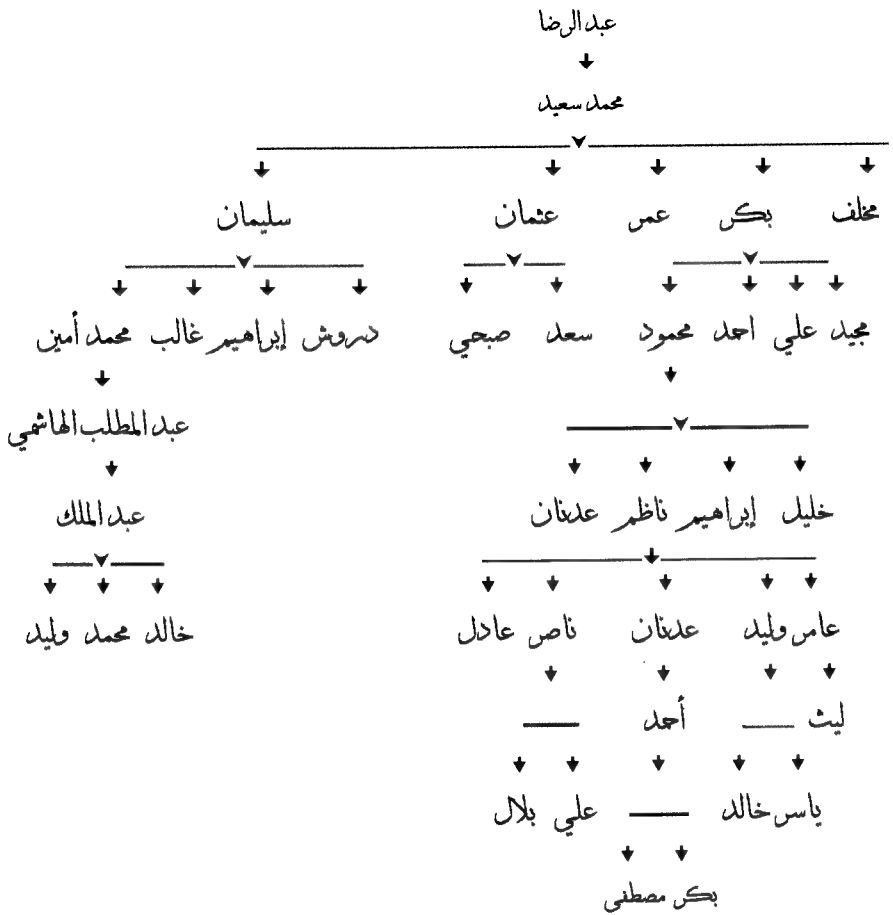 عبد الرضا
محمد سعيد
مخلف بكر عمر عثمان سليمان
مجيد علي احمد محمود سعد صبحي دروش إبراهيم غالب محمد أمين
عبد المطلب الهاشمي
خليل إبراهيم ناظم عدنان عبد الملك
عامر وليد عدنان ناصر عادل خالد محمد وليد
ليث أحمد
ياسر خالد علي بلال
بكر مصطفى